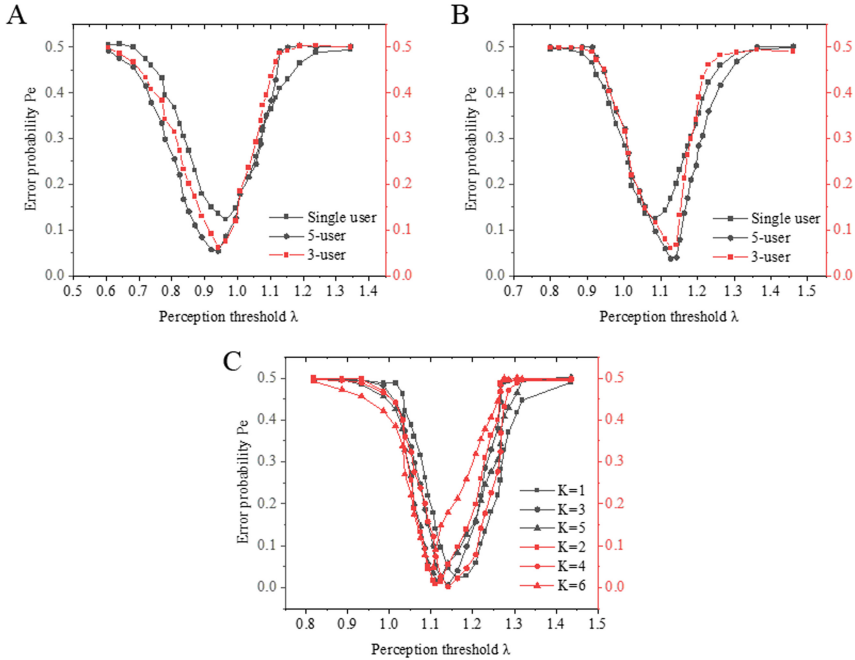 A
Error probability Pe
0.5
0.4
0.3
0.2
0.1
0.0
0.5
0.4
0.3
0.2
0.1
0.0
Single user
5-user
3-user
0.5 0.6 0.7 0.8 0.9 1.0 1.1 1.2 1.3 1.4
Perception threshold λ
B
Error probability Pe
0.5
0.4
0.3
0.2
0.1
0.0
0.5
0.4
0.3
0.2
0.1
0.0
Single user
5-user
3-user
0.7 0.8 0.9 1.0 1.1 1.2 1.3 1.4 1.5
Perception threshold λ
C
Error probability Pe
0.5
0.4
0.3
0.2
0.1
0.0
0.5
0.4
0.3
0.2
0.1
0.0
K=1
K=3
K=5
K=2
K=4
K=6
0.8 0.9 1.0 1.1 1.2 1.3 1.4 1.5
Perception threshold λ